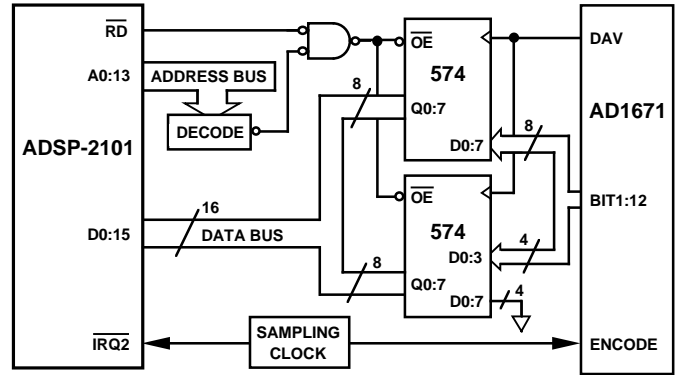 RD
OE
DAV
A0:13
ADDRESS BUS
574
8
Q0:7
AD1671
DECODE
D0:7
8
ADSP-2101
OE
16
BIT1:12
574
D0:15
DATA BUS
D0:3
4
8
Q0:7
D0:7
4
IRQ2
SAMPLING
CLOCK
ENCODE